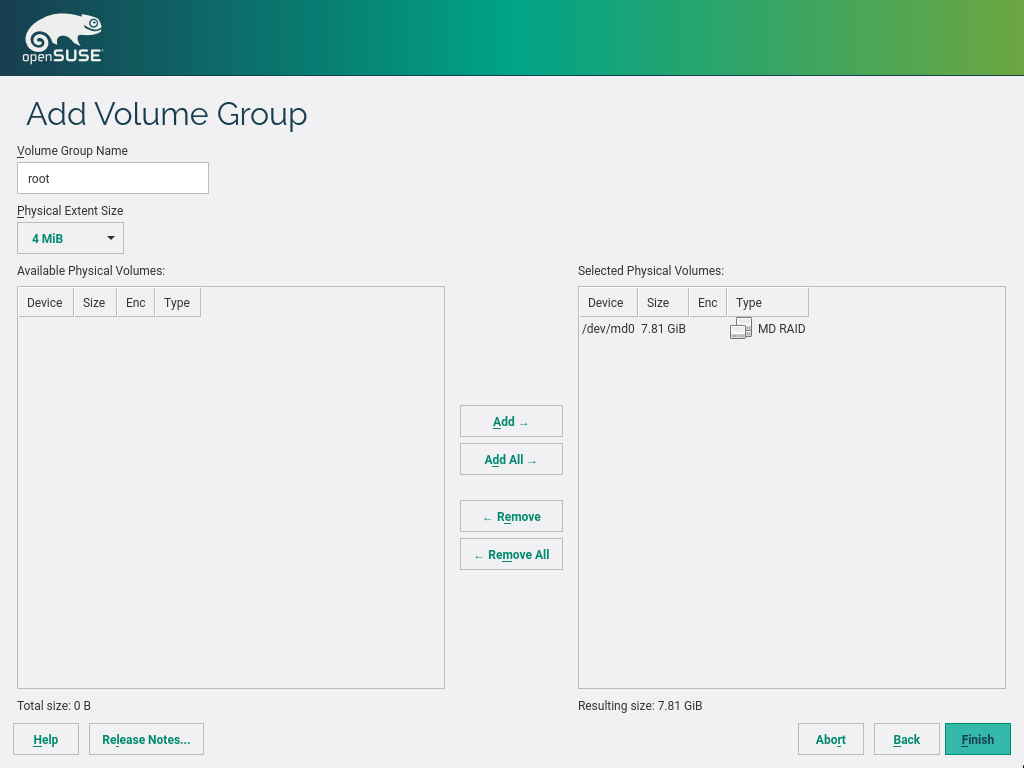 openSUSE
Add Volume Group
Volume Group Name
root
Physical Extent Size
4 MiB
Available Physical Volumes:
Device Size Enc Type
Total size: 0 B
Add →
Add All →
← Remove
← Remove All
Selected Physical Volumes:
Device Size Enc Type
/dev/md0 7.81 GiB MD RAID
Resulting size: 7.81 GiB
Help Release Notes... Abort Back Finish